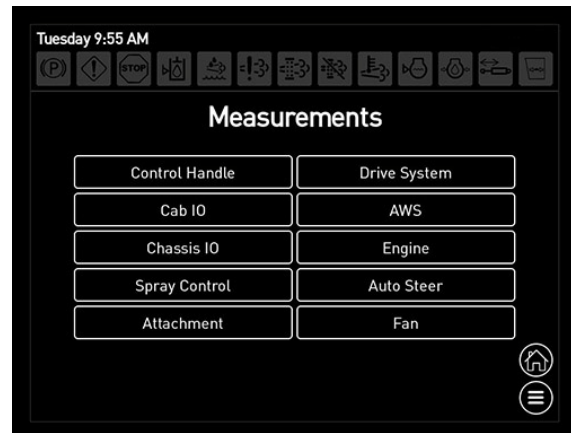 Tuesday 9:55 AM
(P) STOP
Measurements
Control Handle Drive System
Cab IO AWS
Chassis IO Engine
Spray Control Auto Steer
Attachment Fan